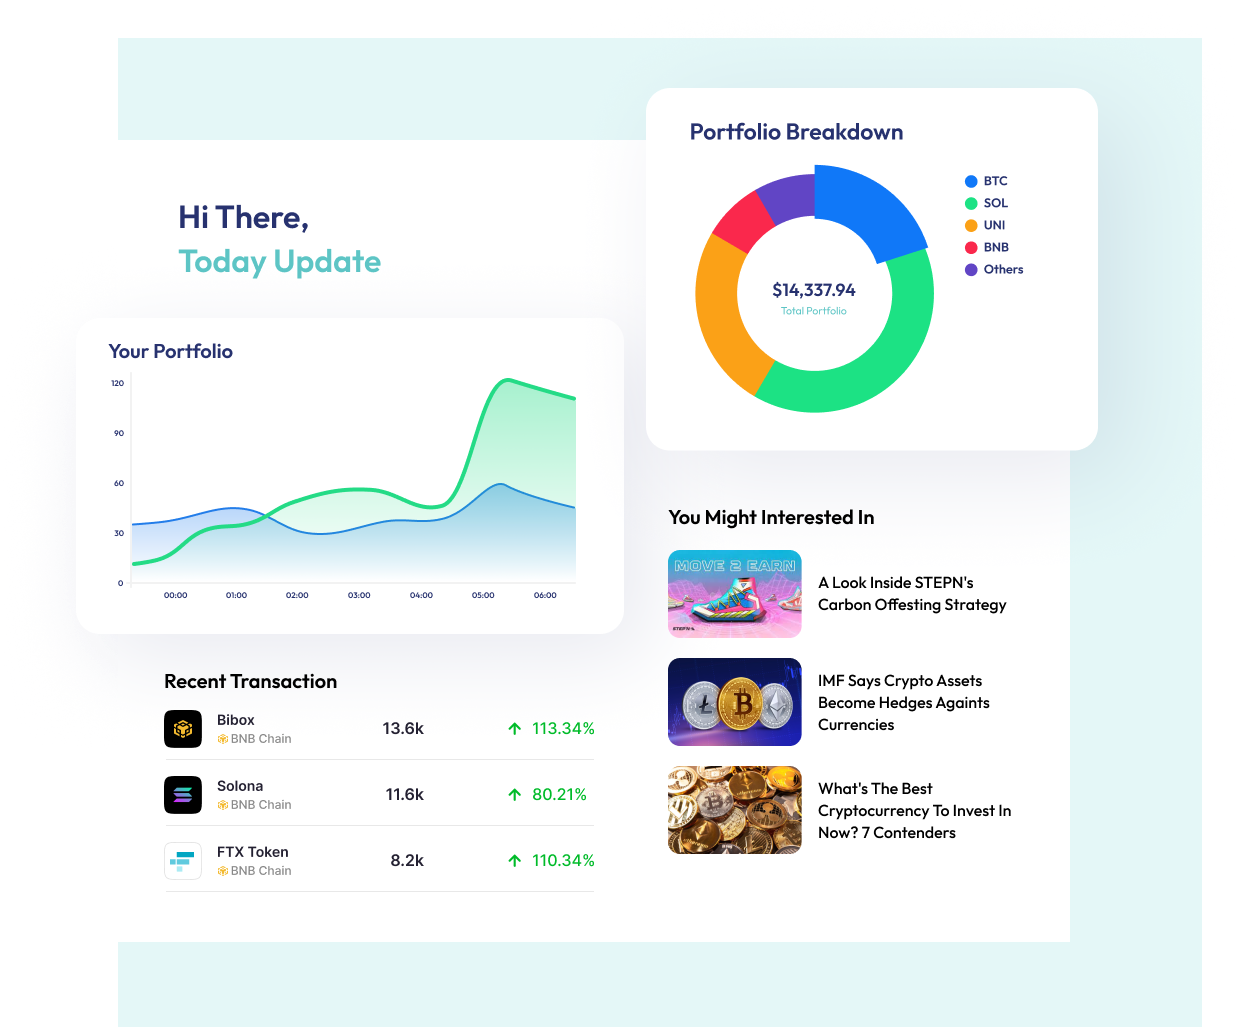 Hi There,
Today Update
Your Portfolio
120
90
60
30
0
00:00 01:00 02:00 03:00 04:00 05:00 06:00
Recent Transaction
Bibox
BNB Chain
13.6k
113.34%
Solona
BNB Chain
11.6k
80.21%
FTX Token
BNB Chain
8.2k
110.34%
Portfolio Breakdown
$14,337.94
Total Portfolio
BTC
SOL
UNI
BNB
Others
You Might Interested In
MOVE 2 EARN
A Look Inside STEPN's
Carbon Offesting Strategy
IMF Says Crypto Assets
Become Hedges Againts
Currencies
What's The Best
Cryptocurrency To Invest In
Now? 7 Contenders